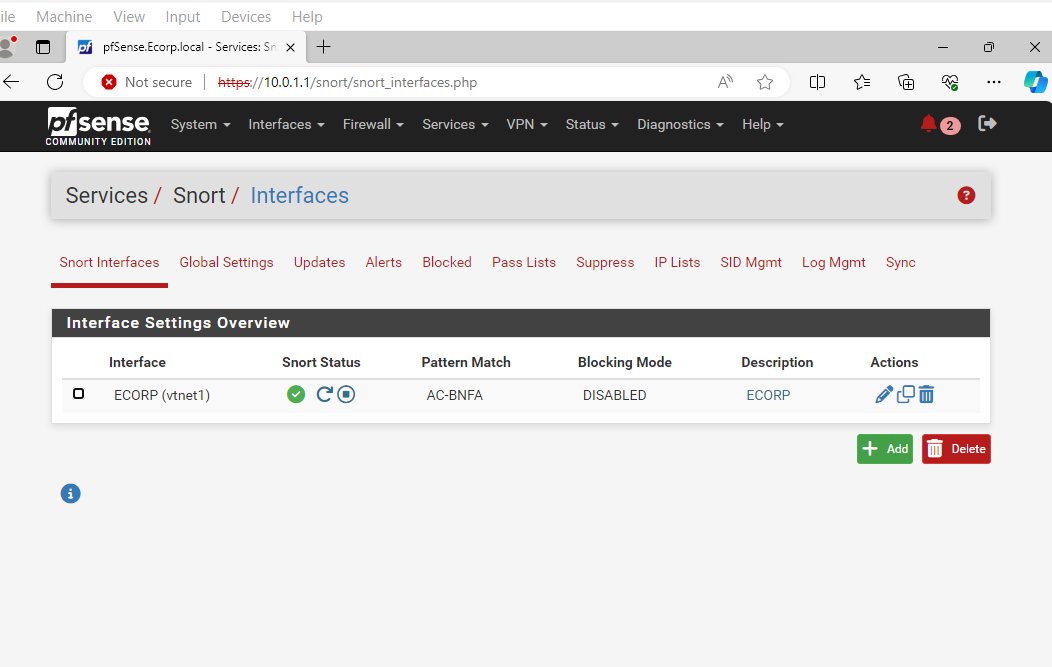 ile Machine View Input Devices Help
pf pfSense.Ecorp.local - Services: Sn
Not secure https://10.0.1.1/snort/snort_interfaces.php
pfsense System Interfaces Firewall Services VPN Status Diagnostics Help 2
COMMUNITY EDITION
Services / Snort / Interfaces
Snort Interfaces Global Settings Updates Alerts Blocked Pass Lists Suppress IP Lists SID Mgmt Log Mgmt Sync
Interface Settings Overview
Interface Snort Status Pattern Match Blocking Mode Description Actions
ECORP (vtnet1) AC-BNFA DISABLED ECORP
Add Delete